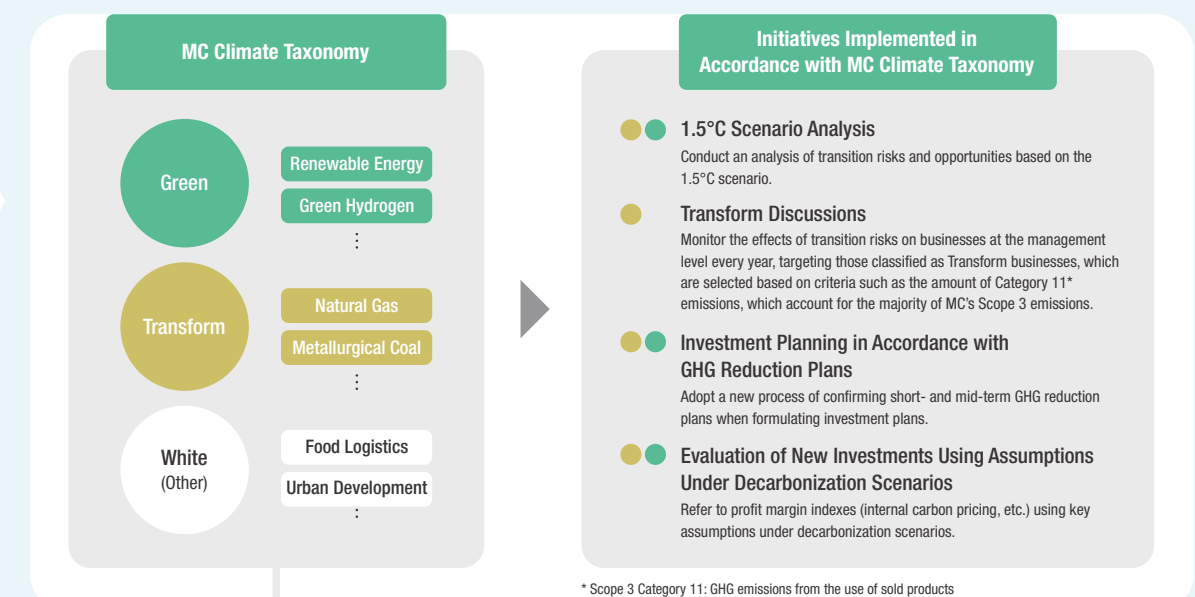 MC Climate Taxonomy
Green
Renewable Energy
Green Hydrogen
⋮
Transform
Natural Gas
Metallurgical Coal
⋮
White
(Other)
Food Logistics
Urban Development
⋮
Initiatives Implemented in
Accordance with MC Climate Taxonomy
1.5°C Scenario Analysis
Conduct an analysis of transition risks and opportunities based on the
1.5°C scenario.
Transform Discussions
Monitor the effects of transition risks on businesses at the management
level every year, targeting those classified as Transform businesses, which
are selected based on criteria such as the amount of Category 11*
emissions, which account for the majority of MC's Scope 3 emissions.
Investment Planning in Accordance with
GHG Reduction Plans
Adopt a new process of confirming short- and mid-term GHG reduction
plans when formulating investment plans.
Evaluation of New Investments Using Assumptions
Under Decarbonization Scenarios
Refer to profit margin indexes (internal carbon pricing, etc.) using key
assumptions under decarbonization scenarios.
* Scope 3 Category 11: GHG emissions from the use of sold products